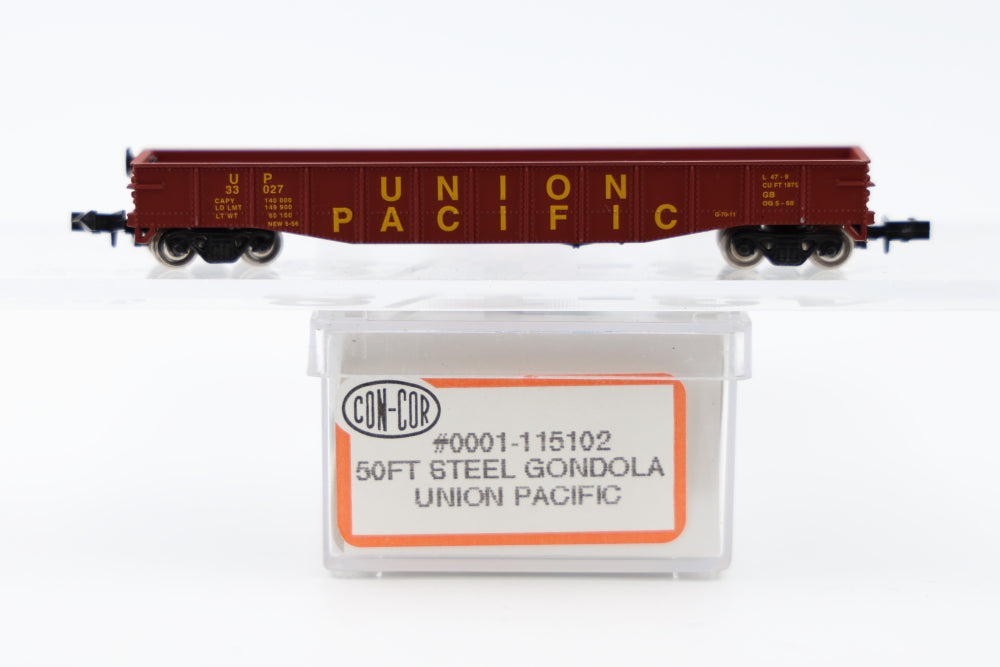 U P
33 027
CAPY 140 000
LD LMT 149 900
LT WT 60 100
NEW 5-56
UNION
PACIFIC
G-70-11
L 47-9
CU FT 1875
GB
OG 5-60
CON-COR
#0001-115102
50FT STEEL GONDOLA
UNION PACIFIC